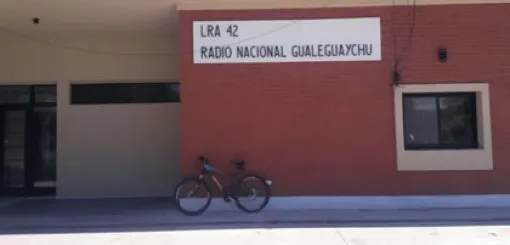 LRA 42
RADIO NACIONAL GUALEGUAYCHU